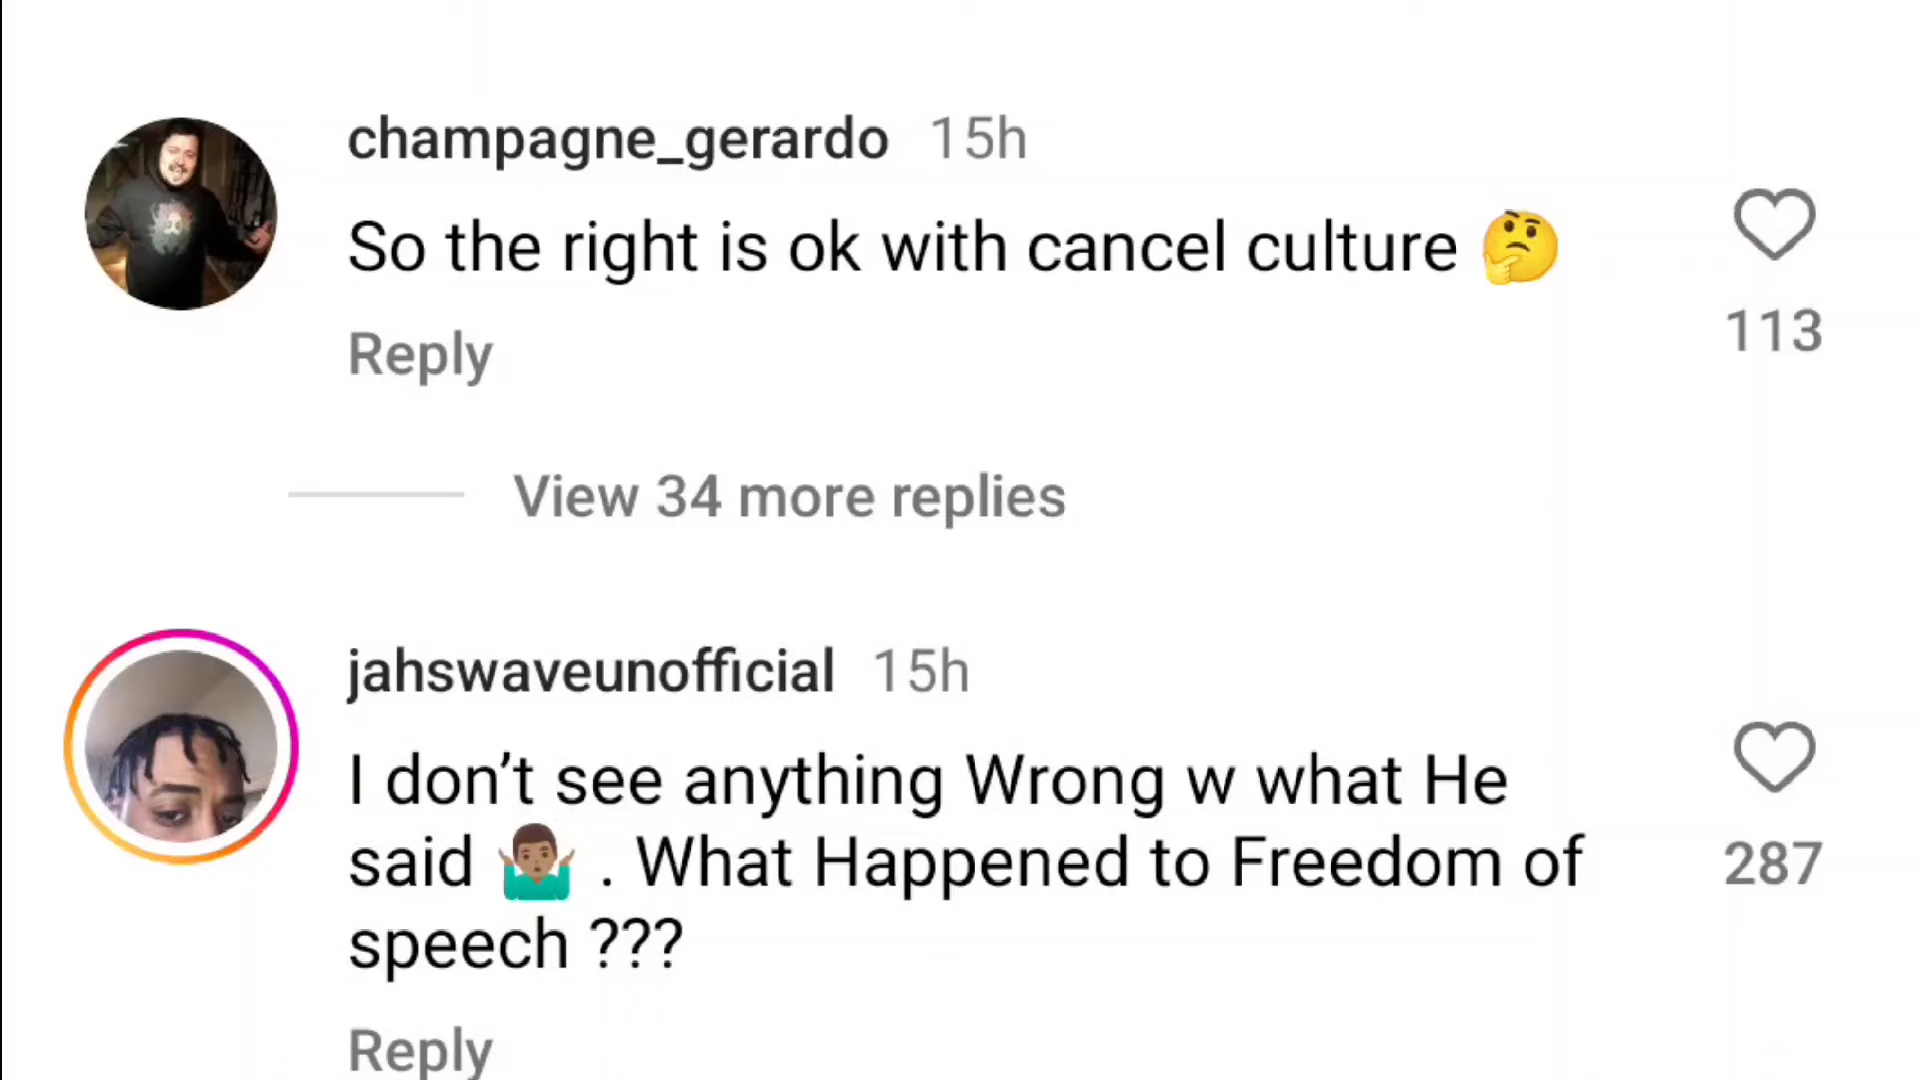 champagne_gerardo 15h
So the right is ok with cancel culture 🤔
113
Reply
View 34 more replies
jahswaveunofficial 15h
I don’t see anything Wrong w what He
said 🤷🏽‍♂️ . What Happened to Freedom of
287
speech ???
Reply